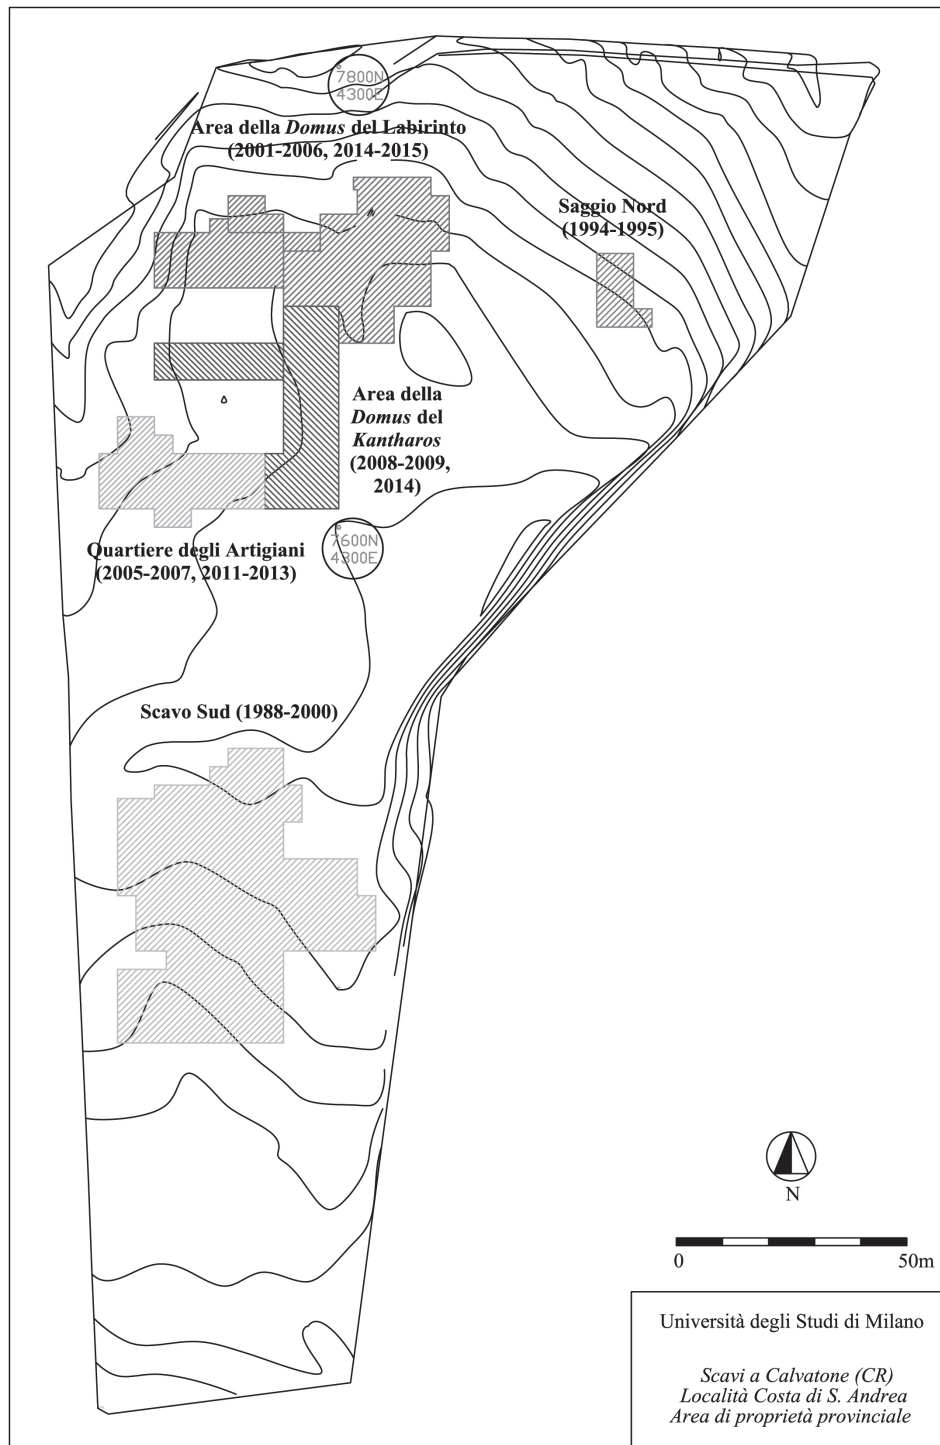 7800N
4300E
Area della Domus del Labirinto
(2001-2006, 2014-2015)
Saggio Nord
(1994-1995)
Area della
Domus del
Kantharos
(2008-2009,
2014)
7600N
4300E
Quartiere degli Artigiani
(2005-2007, 2011-2013)
Scavo Sud (1988-2000)
N
0 50m
Università degli Studi di Milano
Scavi a Calvatone (CR)
Località Costa di S. Andrea
Area di proprietà provinciale